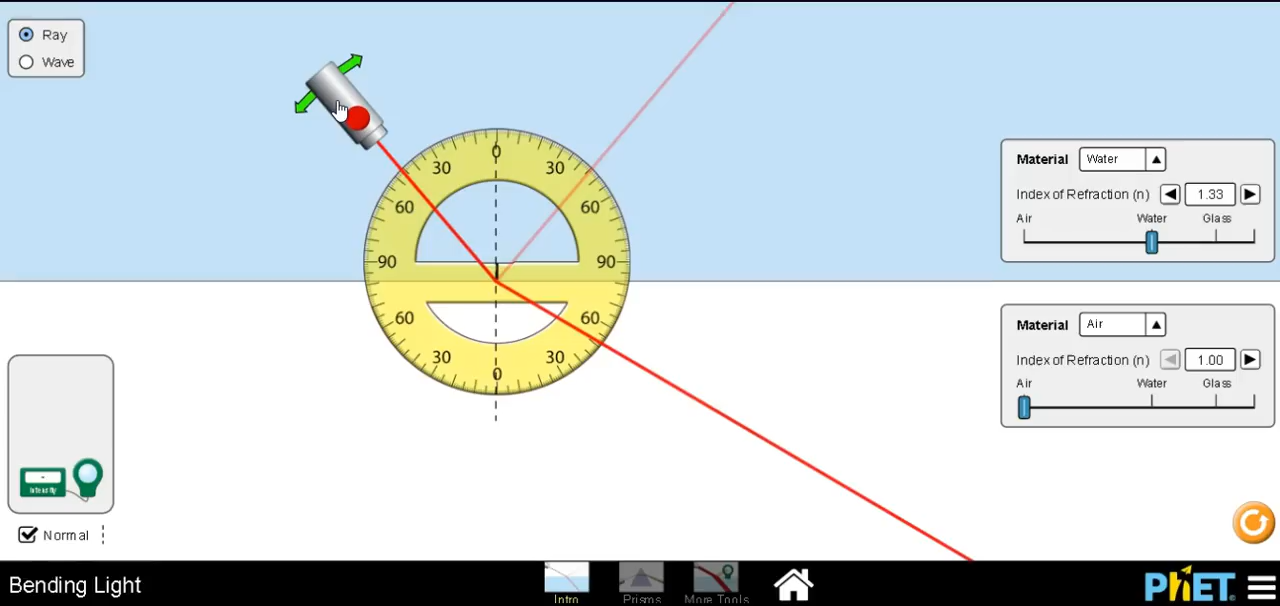 Ray
Wave
0
30 30
60 60
90 90
60 60
30 30
0
Material Water
Index of Refraction (n) 1.33
Air Water Glass
Material Air
Index of Refraction (n) 1.00
Air Water Glass
-
Intensity
Normal
Bending Light
Intro
Prisms
More Tools
PhET